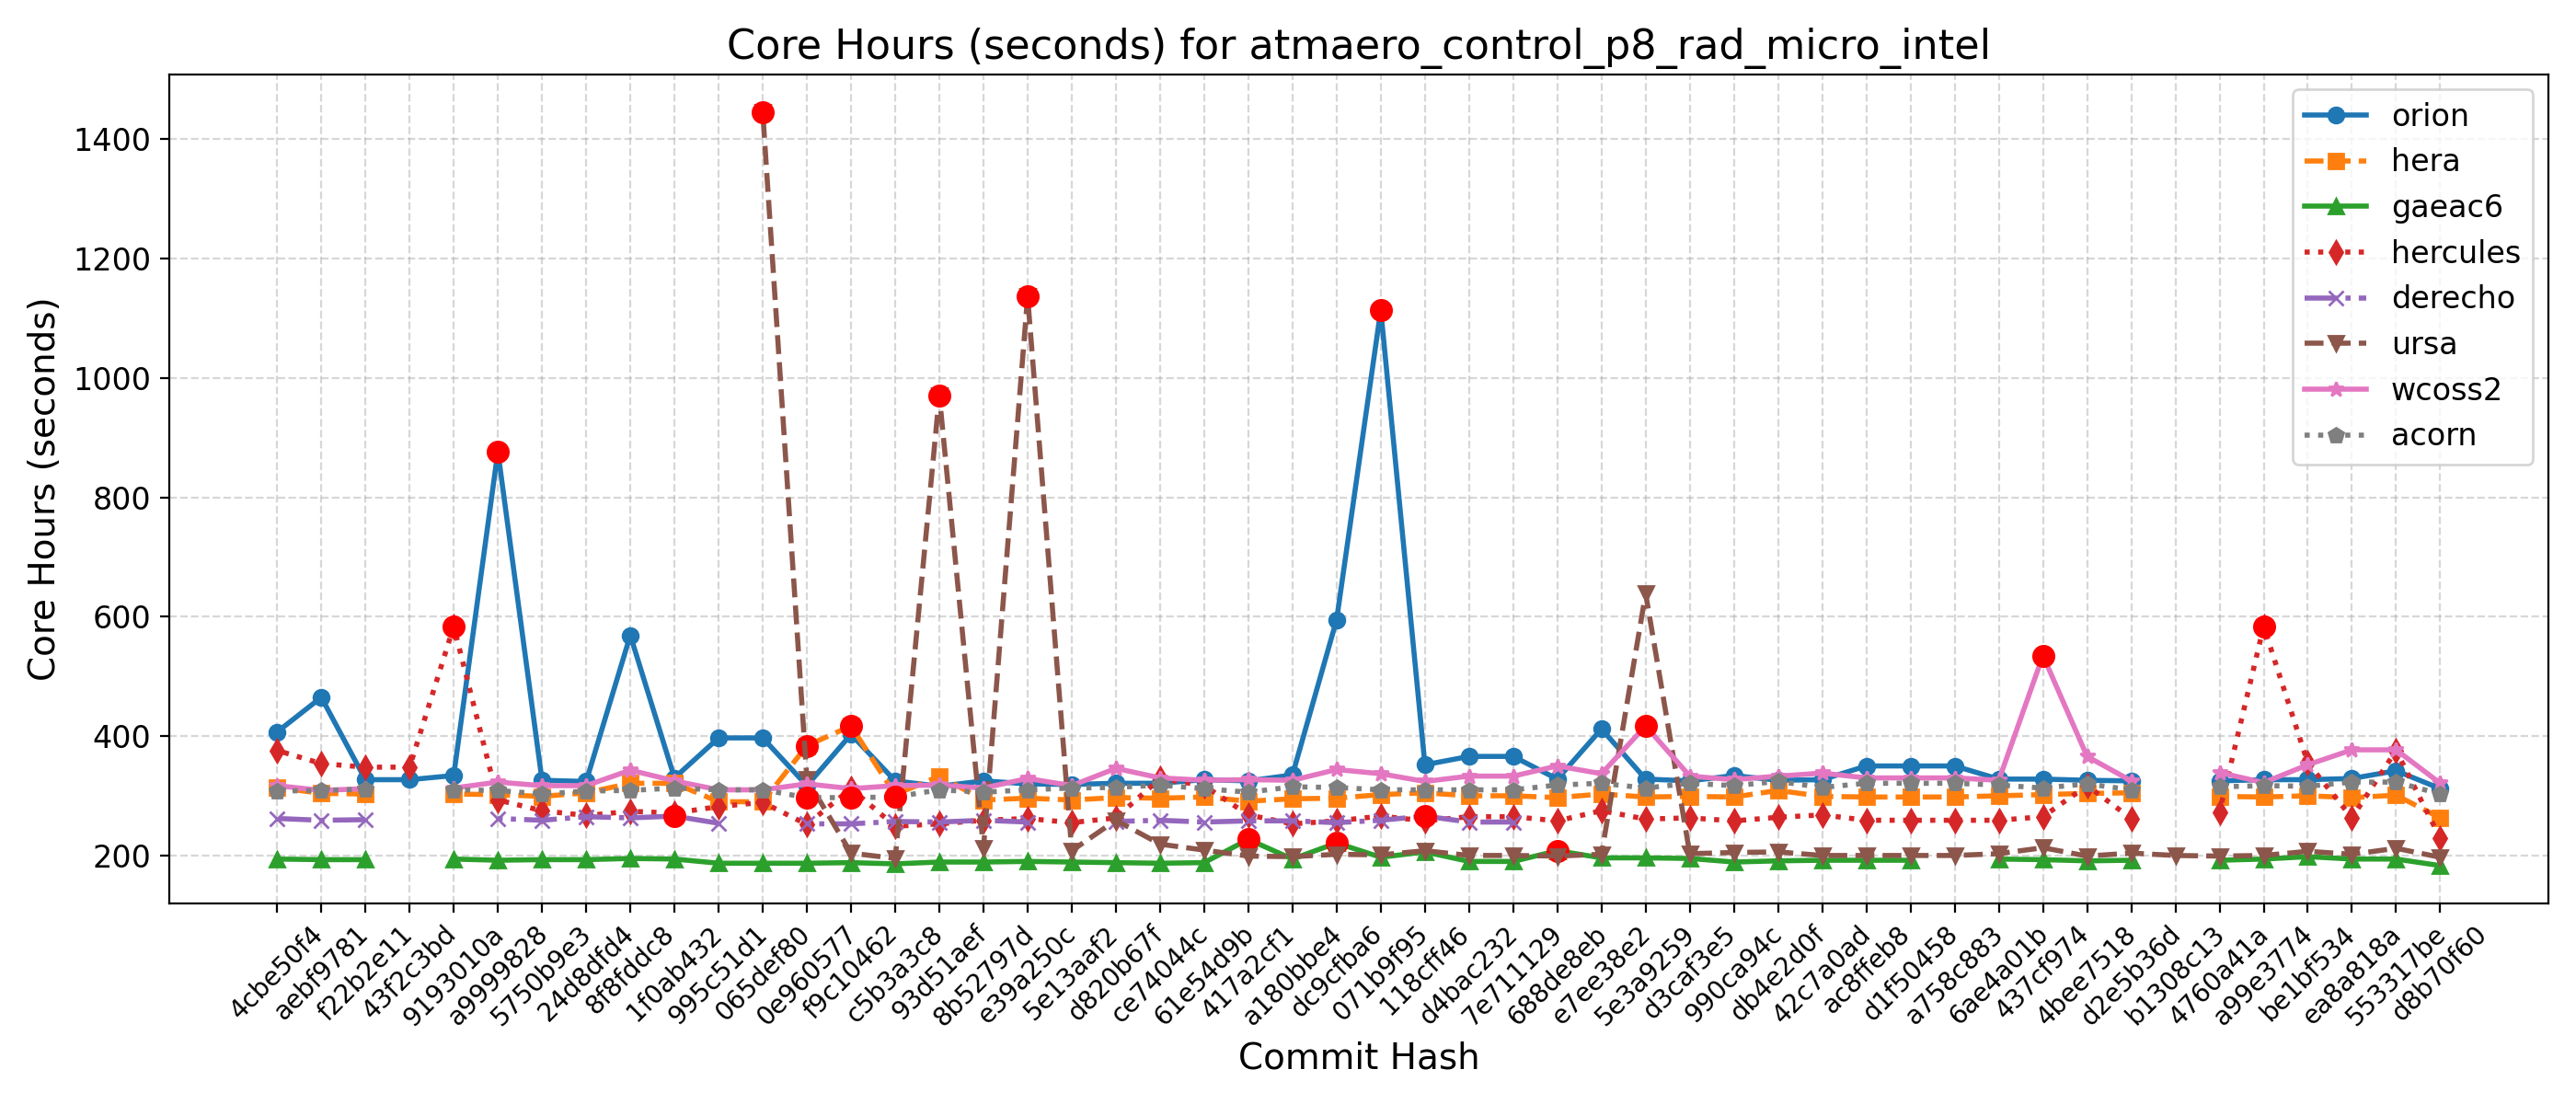 Core Hours (seconds) for atmaero_control_p8_rad_micro_intel
Core Hours (seconds)
1400
1200
1000
800
600
400
200
orion
hera
gaeac6
hercules
derecho
ursa
wcoss2
acorn
4cbe50f4
aebf9781
f22b2e11
43f2c3bd
9193010a
a9999828
5750b9e3
24d8dfd4
8f8fddc8
1f0ab432
995c51d1
065def80
0e960577
f9c10462
c5b3a3c8
93d51aef
8b52797d
e39a250c
5e13aaf2
d820b67f
ce74044c
61e54d9b
417a2cf1
a180bbe4
dc9cfba6
071b9f95
118cff46
d4bac232
7e711129
688de8eb
e7ee38e2
5e3a9259
d3caf3e5
990ca94c
db4e2d0f
42c7a0ad
ac8ffeb8
d1f50458
a758c883
6ae4a01b
437cf974
4bee7518
d2e5b36d
b1308c13
4760a41a
a99e3774
be1bf534
ea8a818a
553317be
d8b70f60
Commit Hash